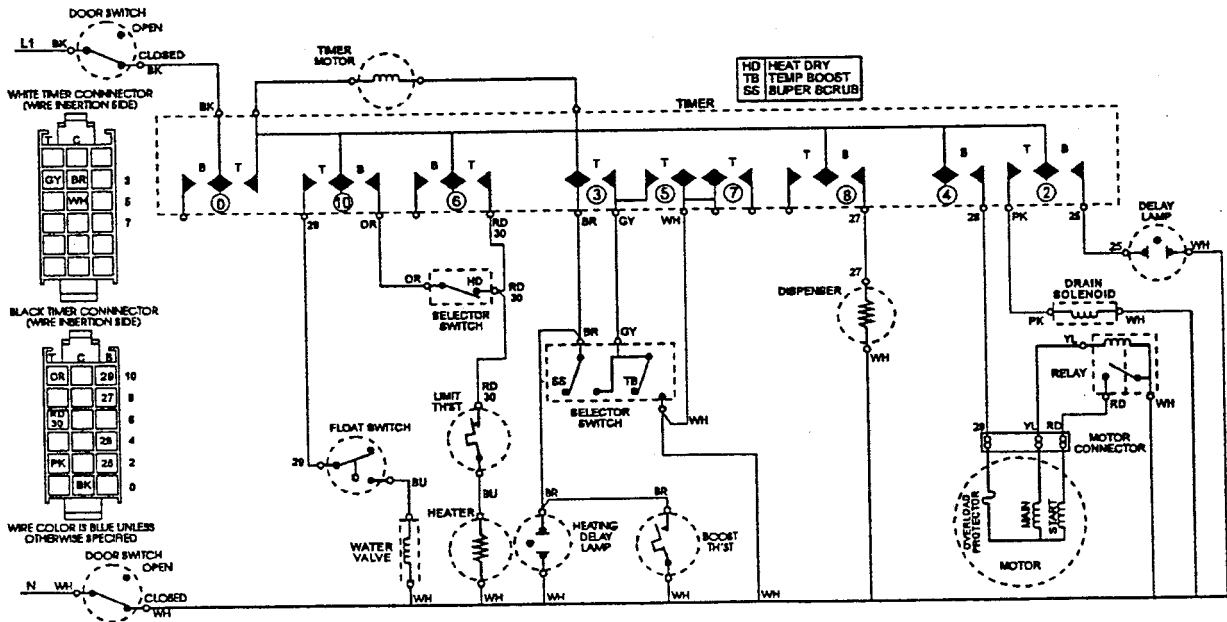 DOOR SWITCH
OPEN
L1 BK
CLOSED
BK
TIMER
MOTOR
HD HEAT DRY
TB TEMP BOOST
SS SUPER SCRUB
WHITE TIMER CONNNECTOR
(WIRE INSERTION SIDE)
BK
TIMER
T C
GY BR 3
WH 5
7
B T T B B T T T T T B B T B
0 10 6 3 5 7 8 4 2
29 OR RD 30 BR GY WH 27 28 PK 25
DELAY
LAMP
25 WH
OR HD RD 30
SELECTOR
SWITCH
27
DISPENSER
WH
DRAIN
SOLENOID
PK WH
BLACK TIMER CONNNECTOR
(WIRE INSERTION SIDE)
T C B
OR 29 10
27 8
RD 30 6
28 4
PK 25 2
BK 0
BR GY
SS TB
SELECTOR
SWITCH
WH
YL
RELAY
RD WH
RD 30
LIMIT
TH'ST
FLOAT SWITCH
29 BU
BU
28 YL RD
MOTOR
CONNECTOR
OVERLOAD
PROTECTOR
MAIN
START
MOTOR
WIRE COLOR IS BLUE UNLESS
OTHERWISE SPECIFIED
WATER
VALVE
HEATER
BR BR
HEATING
DELAY
LAMP
BOOST
TH'ST
DOOR SWITCH
OPEN
N WH
CLOSED
WH
WH WH WH WH WH